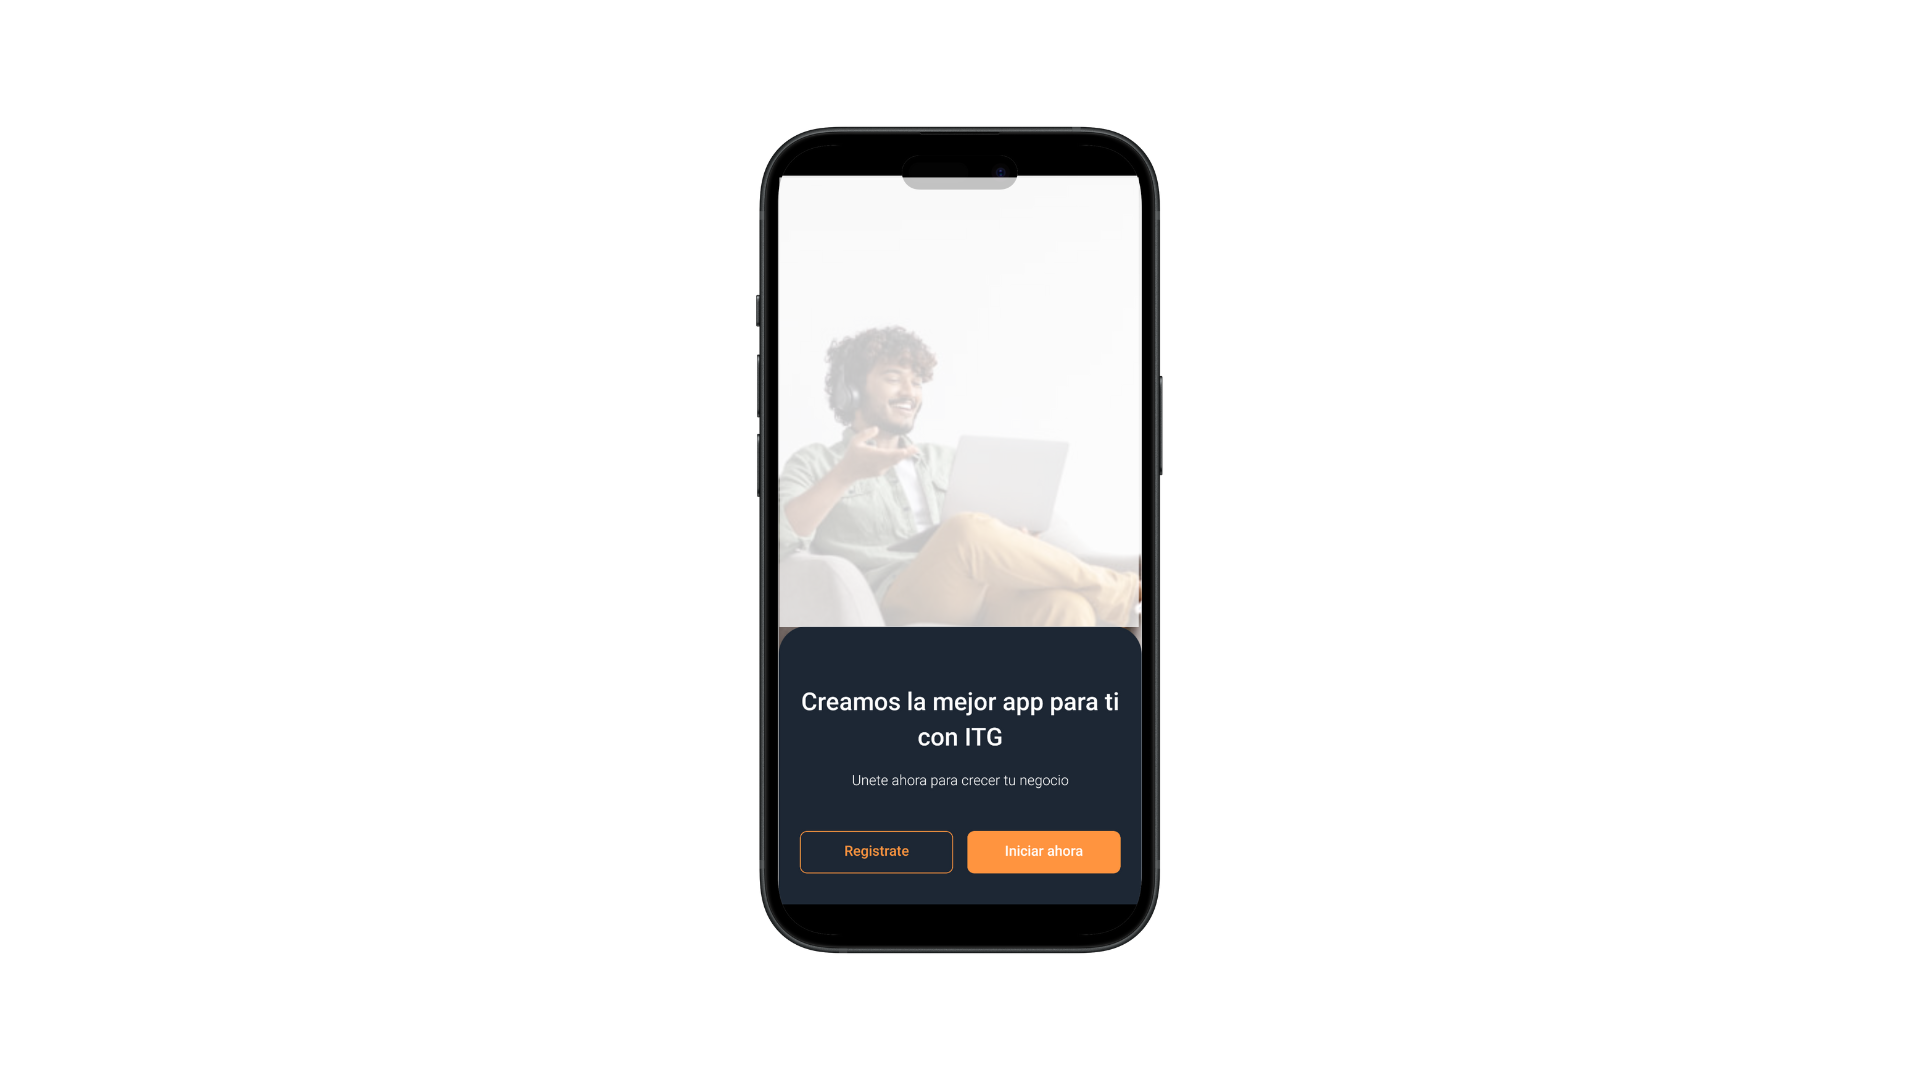 Creamos la mejor app para ti
con ITG
Unete ahora para crecer tu negocio
Registrate
Iniciar ahora